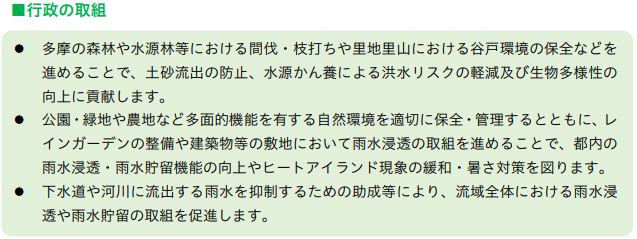 ■行政の取組
● 多摩の森林や水源林等における間伐・枝打ちや里地里山における谷戸環境の保全などを
進めることで、土砂流出の防止、水源かん養による洪水リスクの軽減及び生物多様性の
向上に貢献します。
● 公園・緑地や農地など多面的機能を有する自然環境を適切に保全・管理するとともに、レ
インガーデンの整備や建築物等の敷地において雨水浸透の取組を進めることで、都内の
雨水浸透・雨水貯留機能の向上やヒートアイランド現象の緩和・暑さ対策を図ります。
● 下水道や河川に流出する雨水を抑制するための助成等により、流域全体における雨水浸
透や雨水貯留の取組を促進します。